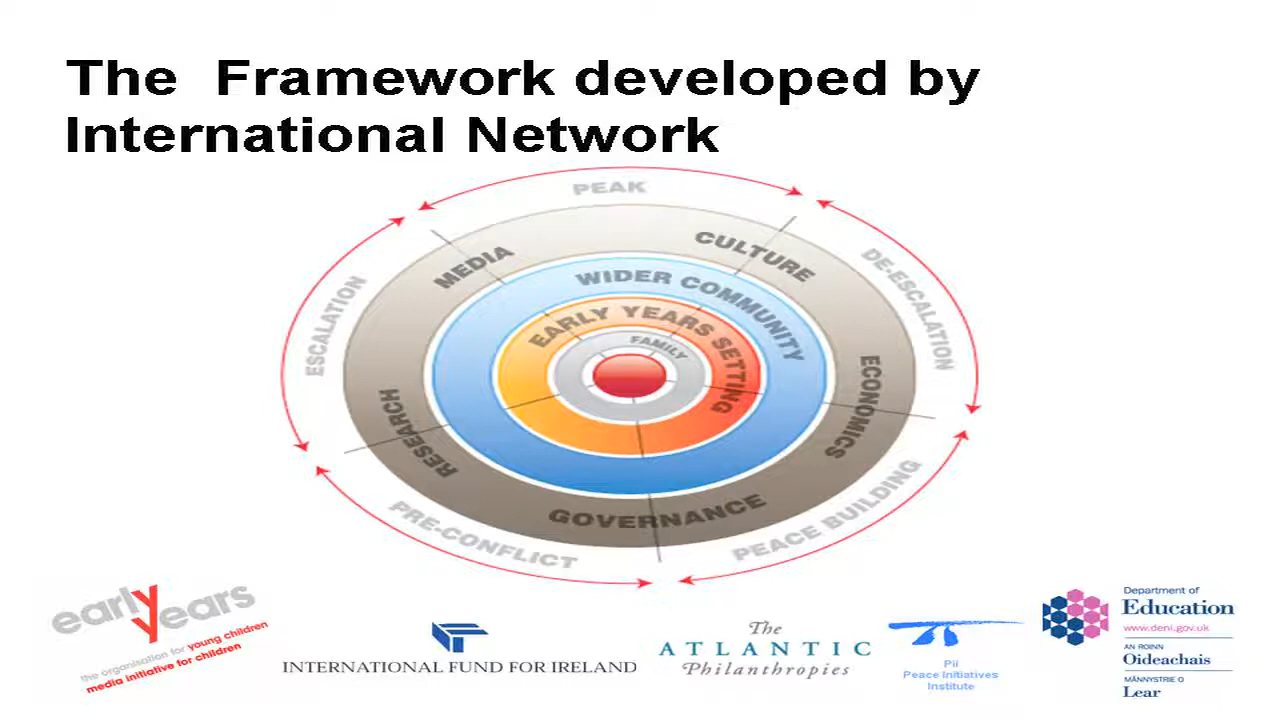 The  Framework developed by
International Network
PEAK
ESCALATION
DE-ESCALATION
MEDIA
CULTURE
WIDER COMMUNITY
EARLY YEARS SETTING
FAMILY
RESEARCH
ECONOMICS
GOVERNANCE
PRE-CONFLICT
PEACE BUILDING
early years
the organisation for young children
media initiative for children
INTERNATIONAL FUND FOR IRELAND
The
ATLANTIC
Philanthropies
Pii
Peace Initiatives
Institute
Department of
Education
www.deni.gov.uk
AN ROINN
Oideachais
MÄNNYSTRIE O
Lear